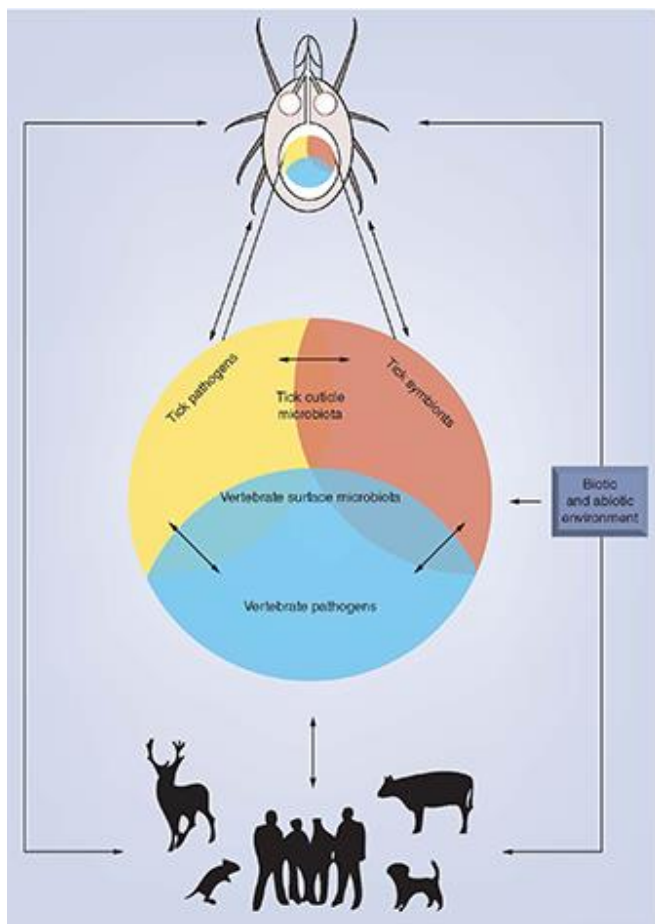 Tick pathogens
Tick cuticle
microbiota
Tick symbionts
Vertebrate surface microbiota
Biotic
and abiotic
environment
Vertebrate pathogens